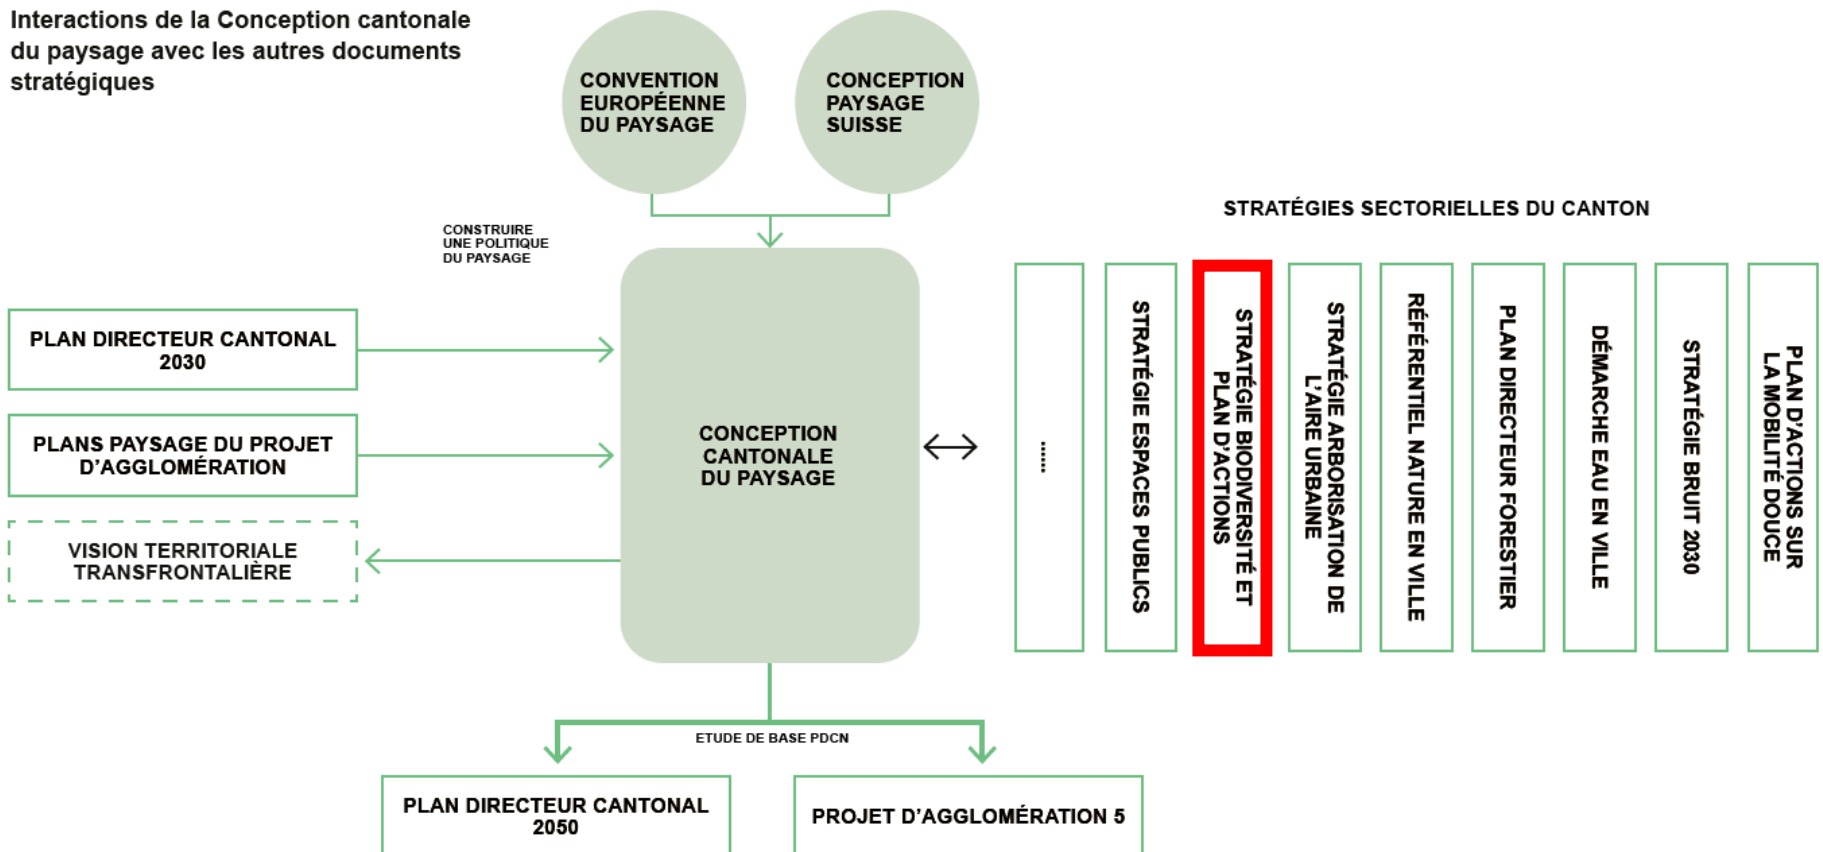 Interactions de la Conception cantonale
du paysage avec les autres documents
stratégiques
CONVENTION
EUROPÉENNE
DU PAYSAGE
CONCEPTION
PAYSAGE
SUISSE
CONSTRUIRE
UNE POLITIQUE
DU PAYSAGE
PLAN DIRECTEUR CANTONAL
2030
PLANS PAYSAGE DU PROJET
D’AGGLOMÉRATION
VISION TERRITORIALE
TRANSFRONTALIÈRE
CONCEPTION
CANTONALE
DU PAYSAGE
STRATÉGIES SECTORIELLES DU CANTON
......
STRATÉGIE ESPACES PUBLICS
STRATÉGIE BIODIVERSITÉ ET
PLAN D’ACTIONS
STRATÉGIE ARBORISATION DE
L’AIRE URBAINE
RÉFÉRENTIEL NATURE EN VILLE
PLAN DIRECTEUR FORESTIER
DÉMARCHE EAU EN VILLE
STRATÉGIE BRUIT 2030
PLAN D’ACTIONS SUR
LA MOBILITÉ DOUCE
ETUDE DE BASE PDCN
PLAN DIRECTEUR CANTONAL
2050
PROJET D’AGGLOMÉRATION 5